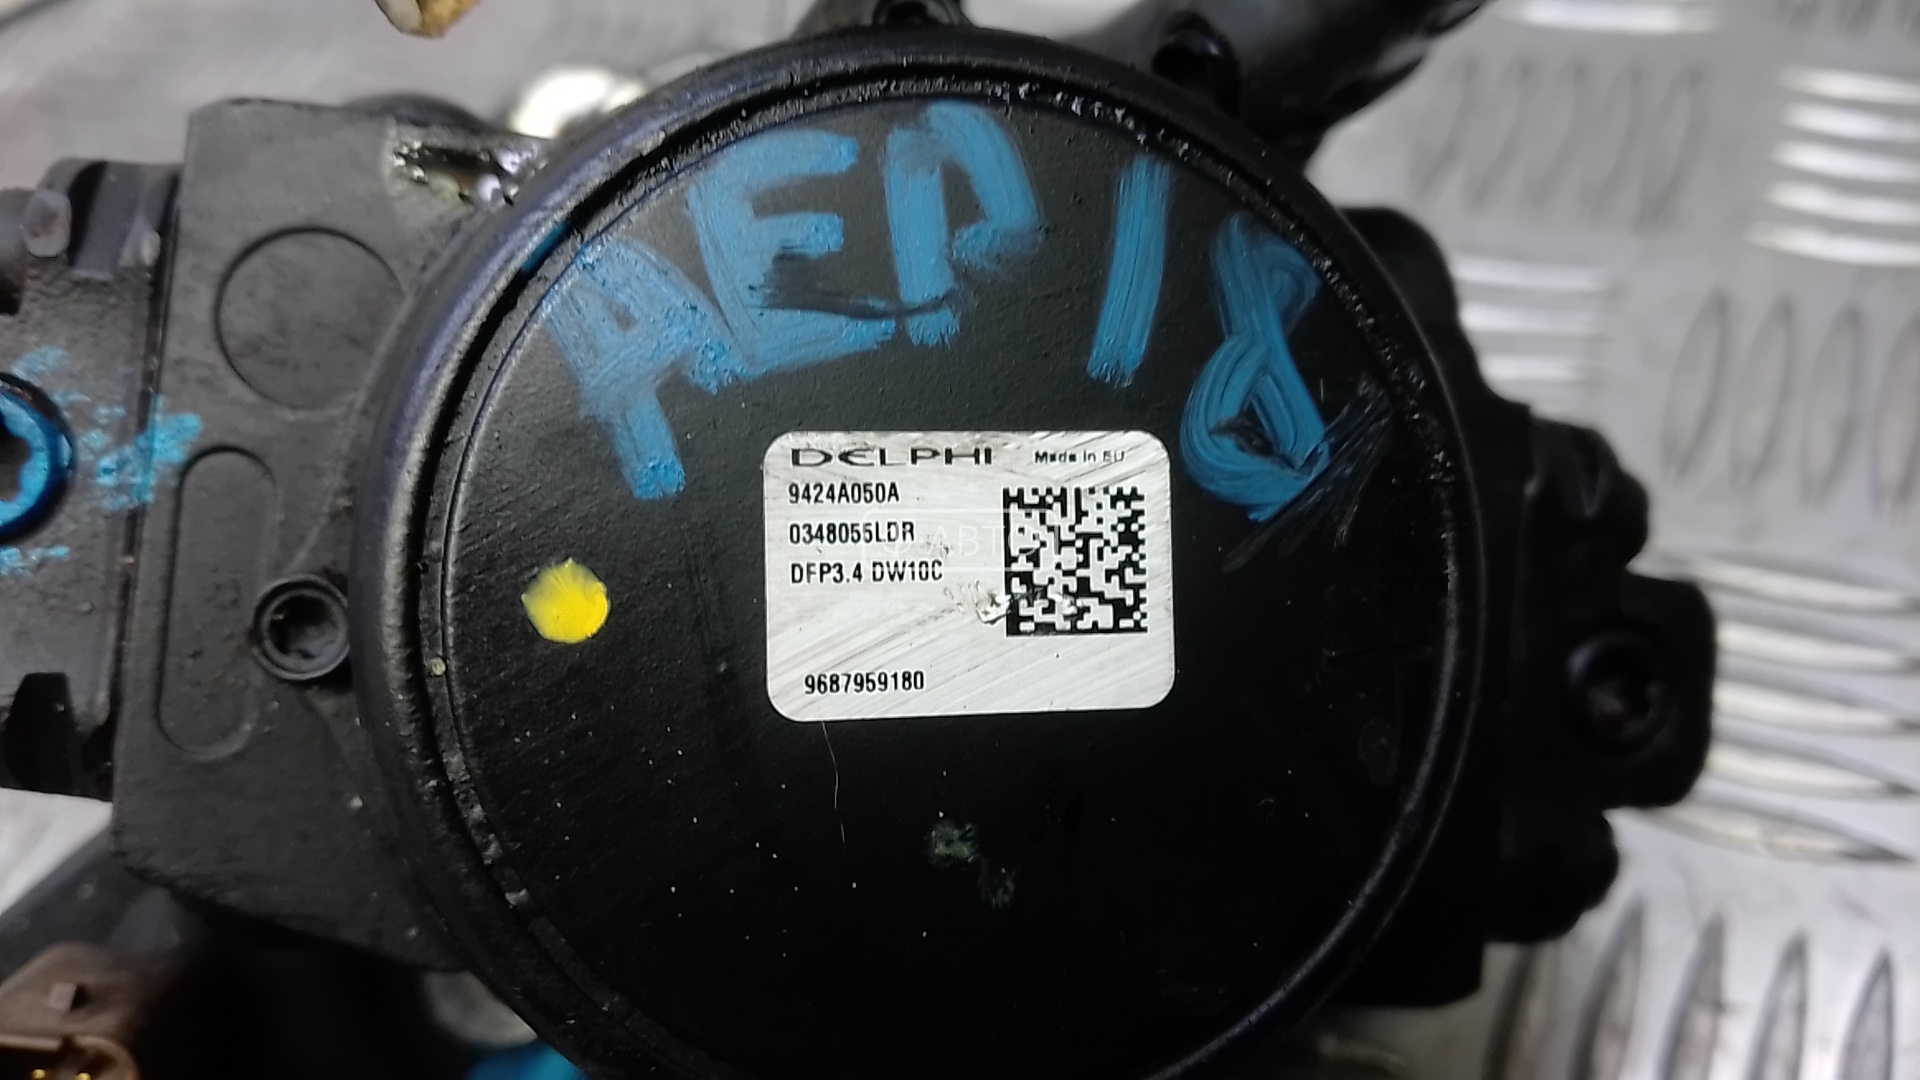 AEP18
DELPHI Made in EU
9424A050A
0348055LDR
DFP3.4 DW10C
9687959180